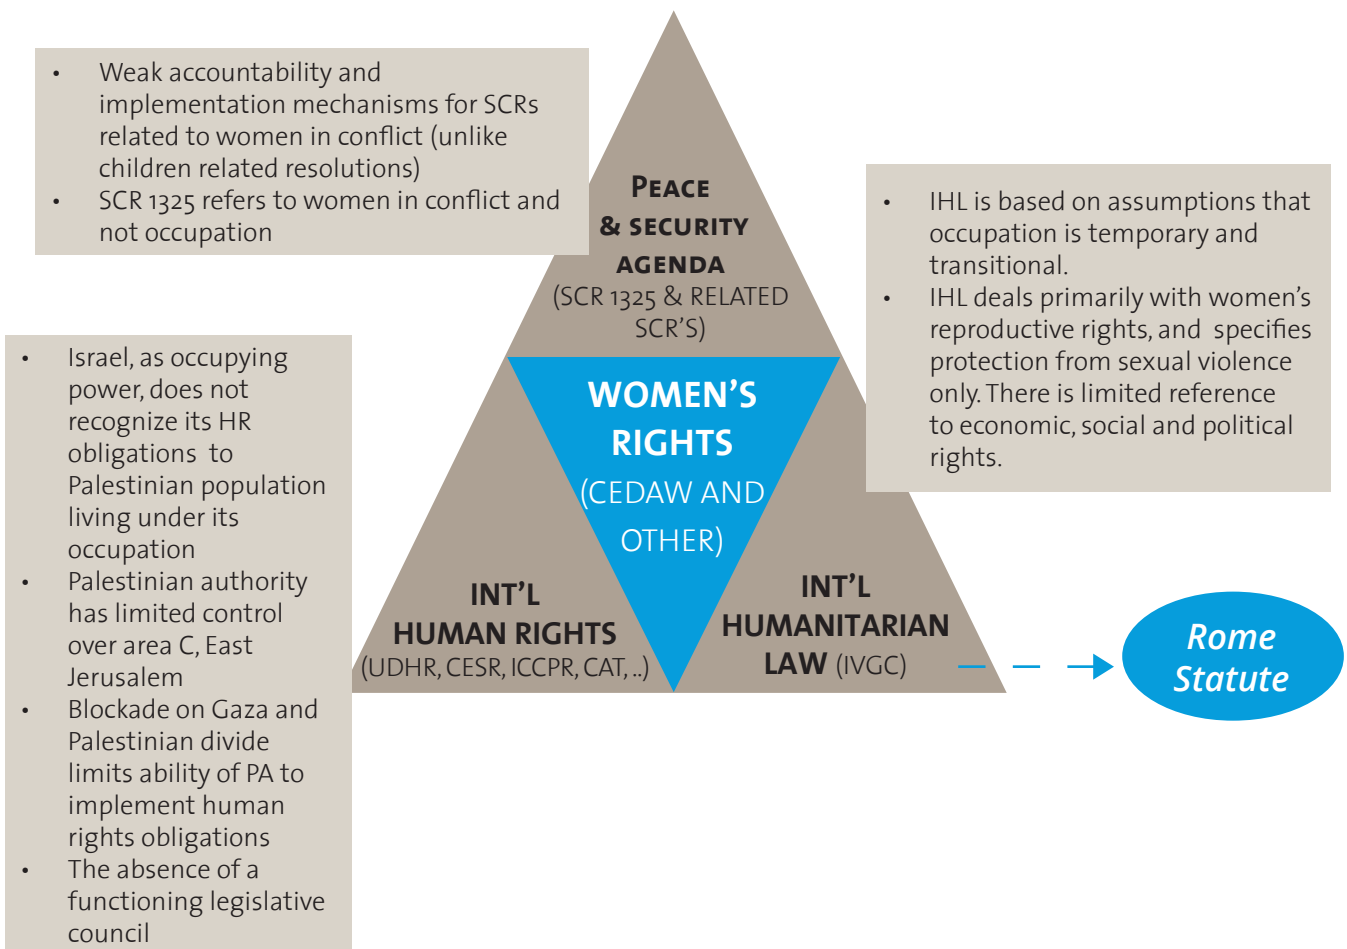 • Weak accountability and
implementation mechanisms for SCRs
related to women in conflict (unlike
children related resolutions)
• SCR 1325 refers to women in conflict and
not occupation
PEACE
& SECURITY
AGENDA
(SCR 1325 & RELATED
SCR'S)
• IHL is based on assumptions that
occupation is temporary and
transitional.
• IHL deals primarily with women's
reproductive rights, and specifies
protection from sexual violence
only. There is limited reference
to economic, social and political
rights.
• Israel, as occupying
power, does not
recognize its HR
obligations to
Palestinian population
living under its
occupation
• Palestinian authority
has limited control
over area C, East
Jerusalem
• Blockade on Gaza and
Palestinian divide
limits ability of PA to
implement human
rights obligations
• The absence of a
functioning legislative
council
WOMEN'S
RIGHTS
(CEDAW AND
OTHER)
INT'L
HUMAN RIGHTS
(UDHR, CESR, ICCPR, CAT, ..)
INT'L
HUMANITARIAN
LAW (IVGC)
Rome
Statute